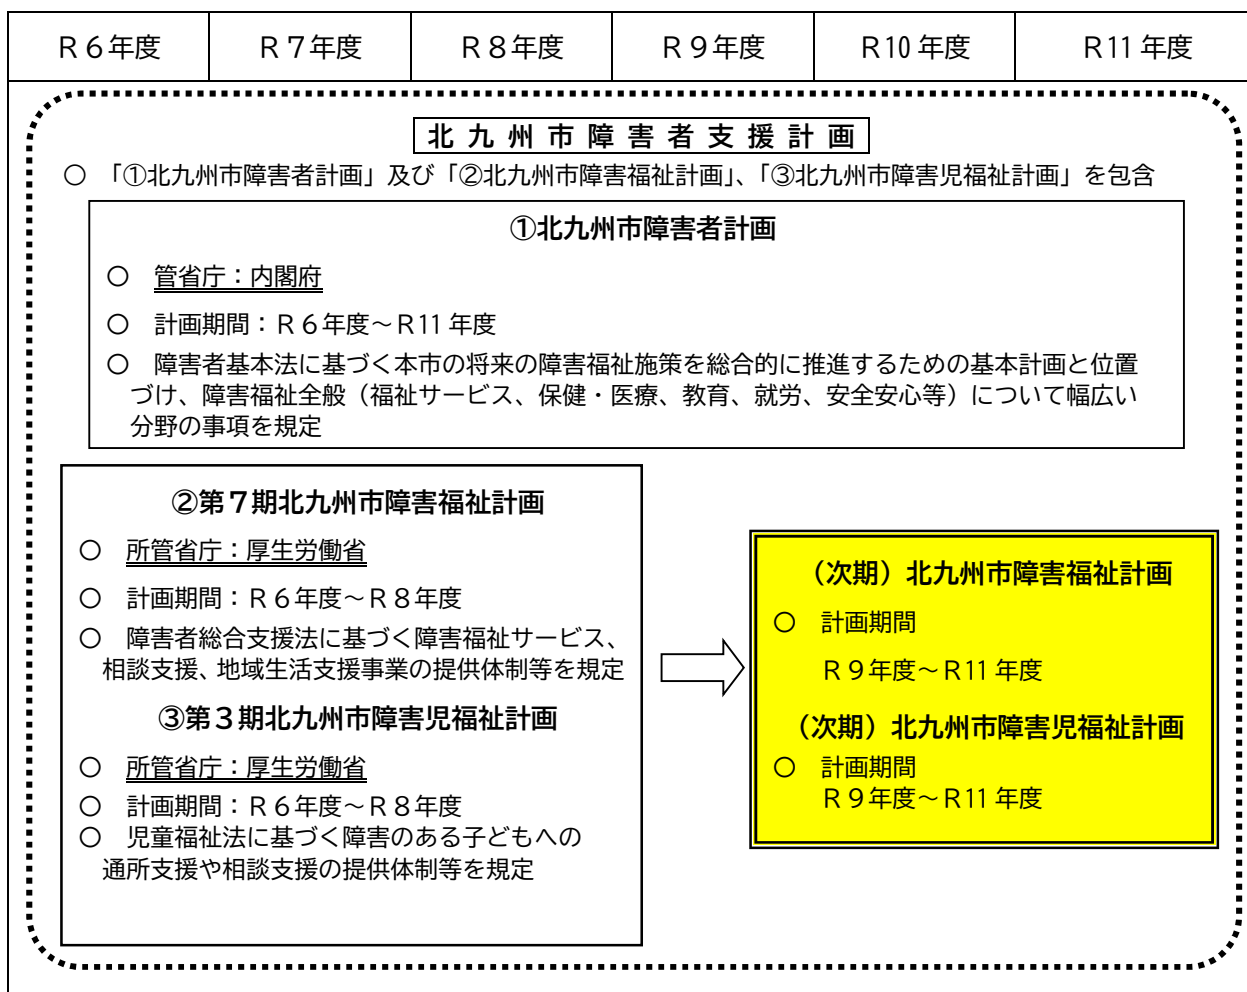 R６年度 R７年度 R８年度 R９年度 R10年度 R11年度
北九州市障害者支援計画
○ 「①北九州市障害者計画」及び「②北九州市障害福祉計画」、「③北九州市障害児福祉計画」を包含
①北九州市障害者計画
○ 管省庁：内閣府
○ 計画期間：R６年度～R11年度
○ 障害者基本法に基づく本市の将来の障害福祉施策を総合的に推進するための基本計画と位置
づけ、障害福祉全般（福祉サービス、保健・医療、教育、就労、安全安心等）について幅広い
分野の事項を規定
②第７期北九州市障害福祉計画
○ 所管省庁：厚生労働省
○ 計画期間：R６年度～R８年度
○ 障害者総合支援法に基づく障害福祉サービス、
相談支援、地域生活支援事業の提供体制等を規定
③第３期北九州市障害児福祉計画
○ 所管省庁：厚生労働省
○ 計画期間：R６年度～R８年度
○ 児童福祉法に基づく障害のある子どもへの
通所支援や相談支援の提供体制等を規定
（次期）北九州市障害福祉計画
○ 計画期間
R９年度～R11年度
（次期）北九州市障害児福祉計画
○ 計画期間
R９年度～R11年度